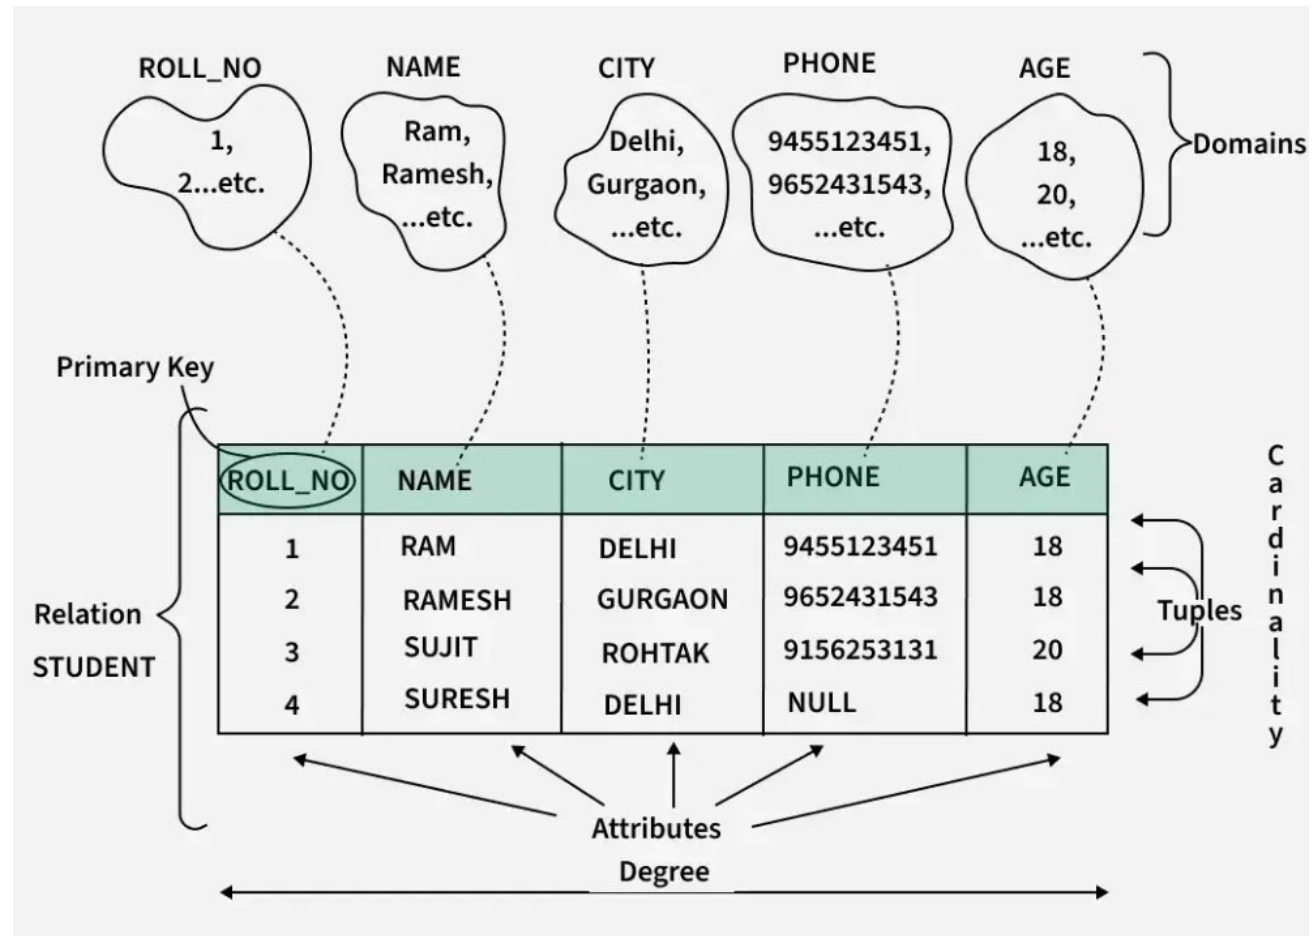 ROLL_NO NAME CITY PHONE AGE
1,
2...etc.
Ram,
Ramesh,
...etc.
Delhi,
Gurgaon,
...etc.
9455123451,
9652431543,
...etc.
18,
20,
...etc.
Domains
Primary Key
Relation
STUDENT
ROLL_NO NAME CITY PHONE AGE
1 RAM DELHI 9455123451 18
2 RAMESH GURGAON 9652431543 18
3 SUJIT ROHTAK 9156253131 20
4 SURESH DELHI NULL 18
Tuples
Cardinality
Attributes
Degree